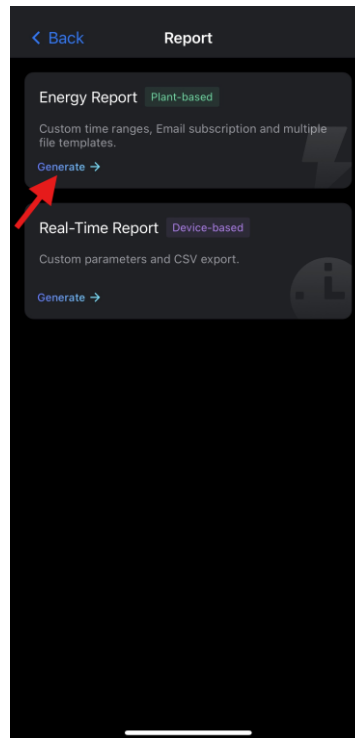 Back
Report
Energy Report Plant-based
Custom time ranges, Email subscription and multiple
file templates.
Generate →
Real-Time Report Device-based
Custom parameters and CSV export.
Generate →